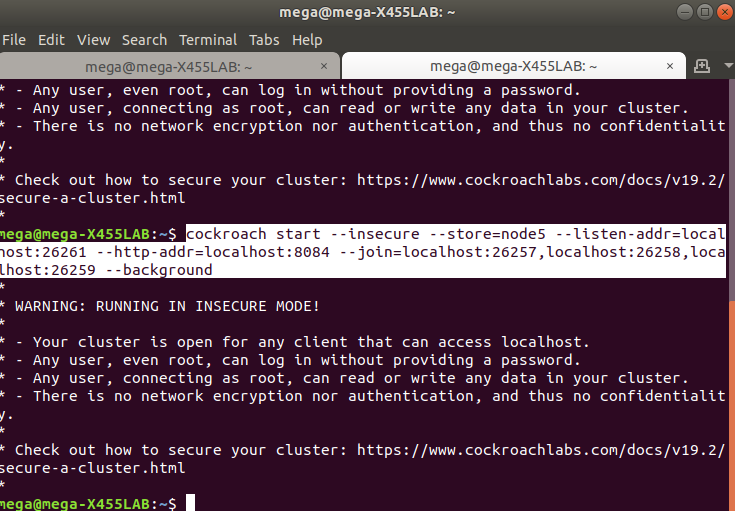 mega@mega-X455LAB: ~
File Edit View Search Terminal Tabs Help
mega@mega-X455LAB: ~ × mega@mega-X455LAB: ~ ×
* - Any user, even root, can log in without providing a password.
* - Any user, connecting as root, can read or write any data in your cluster.
* - There is no network encryption nor authentication, and thus no confidentialit
y.
*
* Check out how to secure your cluster: https://www.cockroachlabs.com/docs/v19.2/
secure-a-cluster.html
*
mega@mega-X455LAB:~$ cockroach start --insecure --store=node5 --listen-addr=local
host:26261 --http-addr=localhost:8084 --join=localhost:26257,localhost:26258,loca
lhost:26259 --background
*
* WARNING: RUNNING IN INSECURE MODE!
*
* - Your cluster is open for any client that can access localhost.
* - Any user, even root, can log in without providing a password.
* - Any user, connecting as root, can read or write any data in your cluster.
* - There is no network encryption nor authentication, and thus no confidentialit
y.
*
* Check out how to secure your cluster: https://www.cockroachlabs.com/docs/v19.2/
secure-a-cluster.html
*
mega@mega-X455LAB:~$